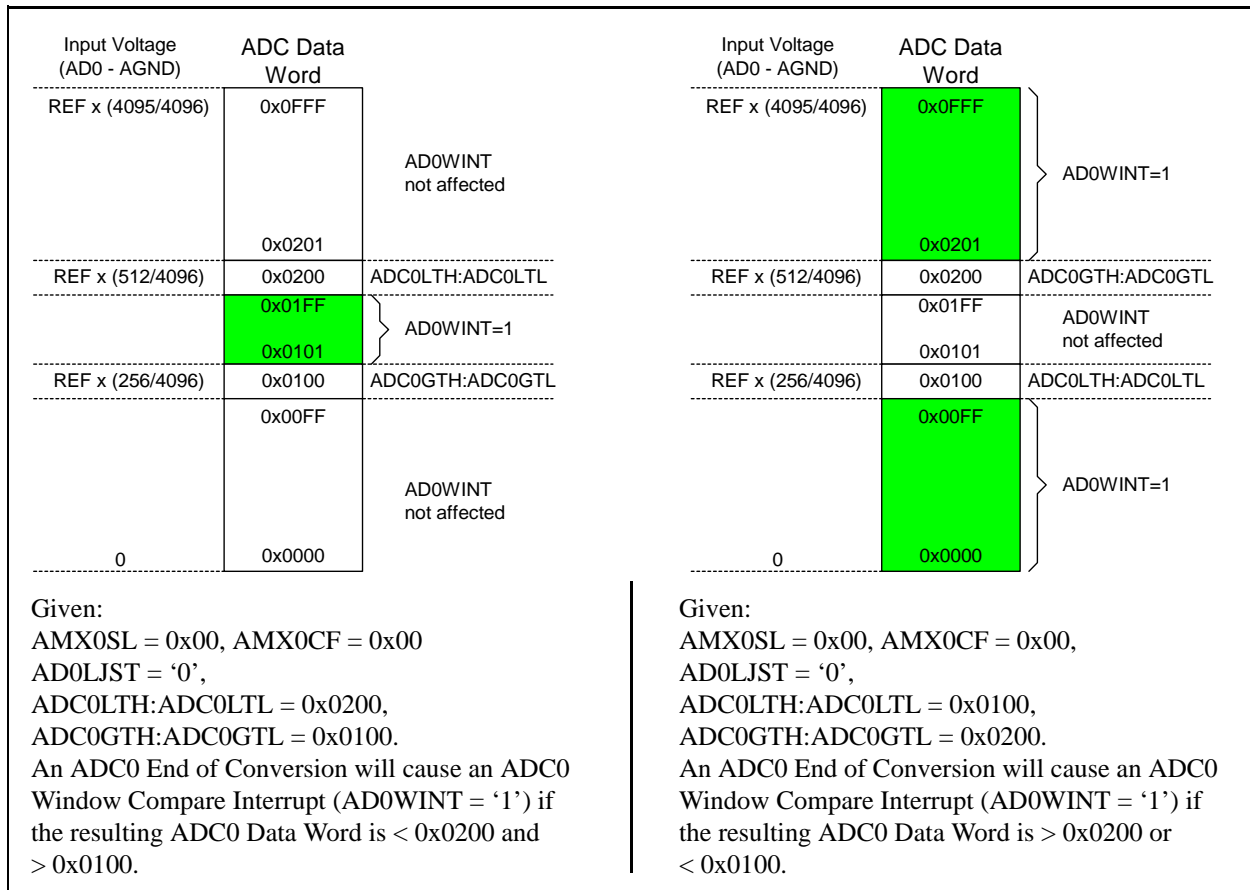 Input Voltage
(AD0 - AGND)
ADC Data
Word
REF x (4095/4096)
0x0FFF
AD0WINT
not affected
0x0201
REF x (512/4096)
0x0200
ADC0LTH:ADC0LTL
0x01FF
AD0WINT=1
0x0101
REF x (256/4096)
0x0100
ADC0GTH:ADC0GTL
0x00FF
AD0WINT
not affected
0
0x0000
Given:
AMX0SL = 0x00, AMX0CF = 0x00
AD0LJST = ‘0’,
ADC0LTH:ADC0LTL = 0x0200,
ADC0GTH:ADC0GTL = 0x0100.
An ADC0 End of Conversion will cause an ADC0
Window Compare Interrupt (AD0WINT = ‘1’) if
the resulting ADC0 Data Word is < 0x0200 and
> 0x0100.
Input Voltage
(AD0 - AGND)
ADC Data
Word
REF x (4095/4096)
0x0FFF
AD0WINT=1
0x0201
REF x (512/4096)
0x0200
ADC0GTH:ADC0GTL
0x01FF
AD0WINT
not affected
0x0101
REF x (256/4096)
0x0100
ADC0LTH:ADC0LTL
0x00FF
AD0WINT=1
0
0x0000
Given:
AMX0SL = 0x00, AMX0CF = 0x00,
AD0LJST = ‘0’,
ADC0LTH:ADC0LTL = 0x0100,
ADC0GTH:ADC0GTL = 0x0200.
An ADC0 End of Conversion will cause an ADC0
Window Compare Interrupt (AD0WINT = ‘1’) if
the resulting ADC0 Data Word is > 0x0200 or
< 0x0100.